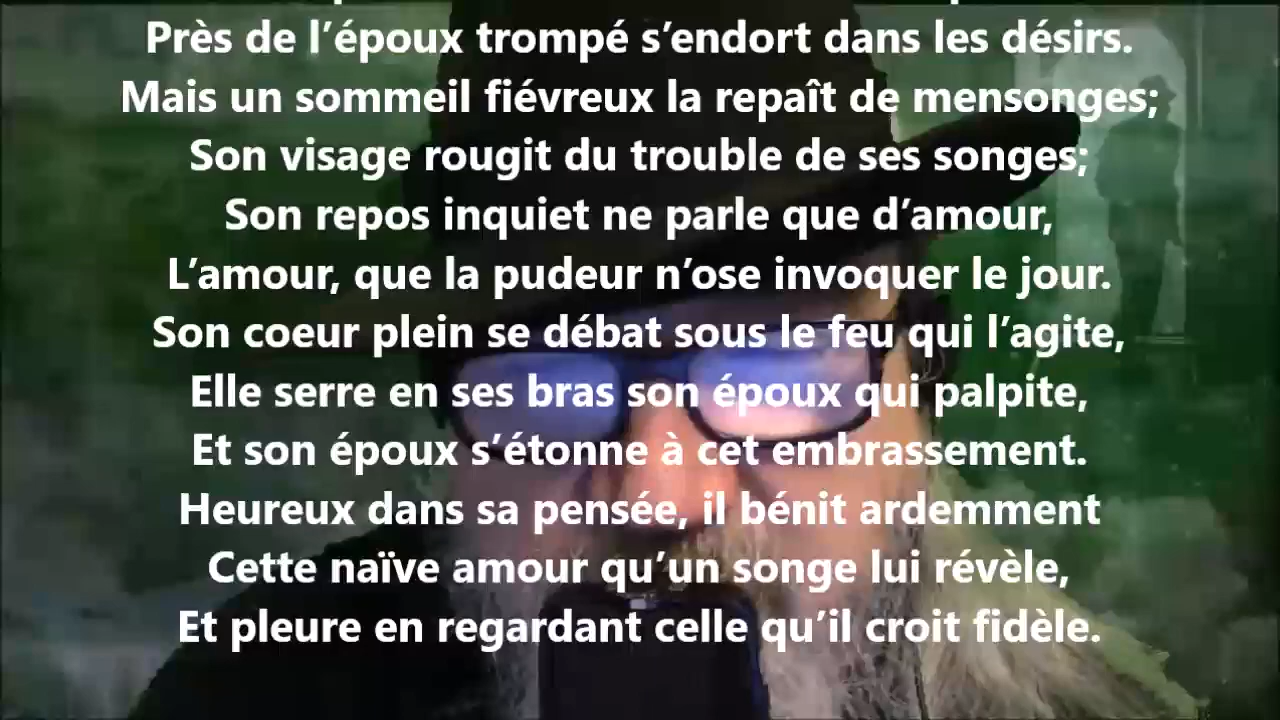 Près de l’époux trompé s’endort dans les désirs.
Mais un sommeil fiévreux la repaît de mensonges;
Son visage rougit du trouble de ses songes;
Son repos inquiet ne parle que d’amour,
L’amour, que la pudeur n’ose invoquer le jour.
Son coeur plein se débat sous le feu qui l’agite,
Elle serre en ses bras son époux qui palpite,
Et son époux s’étonne à cet embrassement.
Heureux dans sa pensée, il bénit ardemment
Cette naïve amour qu’un songe lui révèle,
Et pleure en regardant celle qu’il croit fidèle.